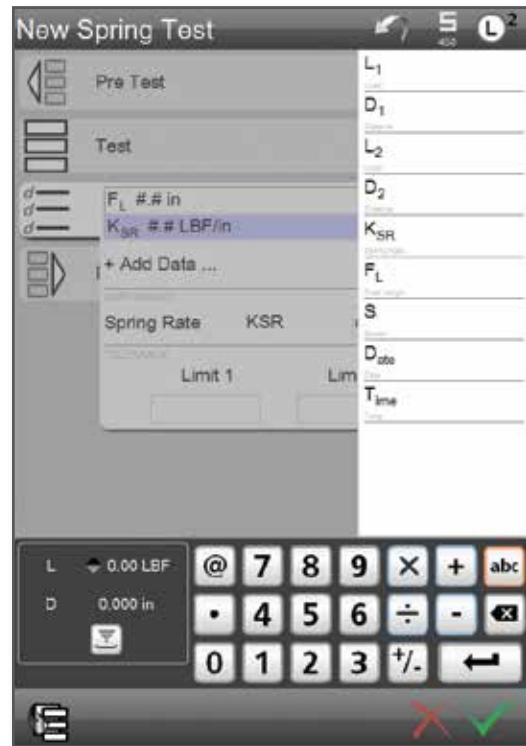 New Spring Test
S
450
L2
Pre Test
Test
FL #.# in
KSR #.# LBF/in
+ Add Data ...
Spring Rate KSR
TOLERANCE
Limit 1 Lim
L1
D1
L2
D2
KSR
FL
S
Date
Time
L 0.00 LBF
D 0.000 in
@ 7 8 9 × + abc
. 4 5 6 ÷ -
0 1 2 3 +/-